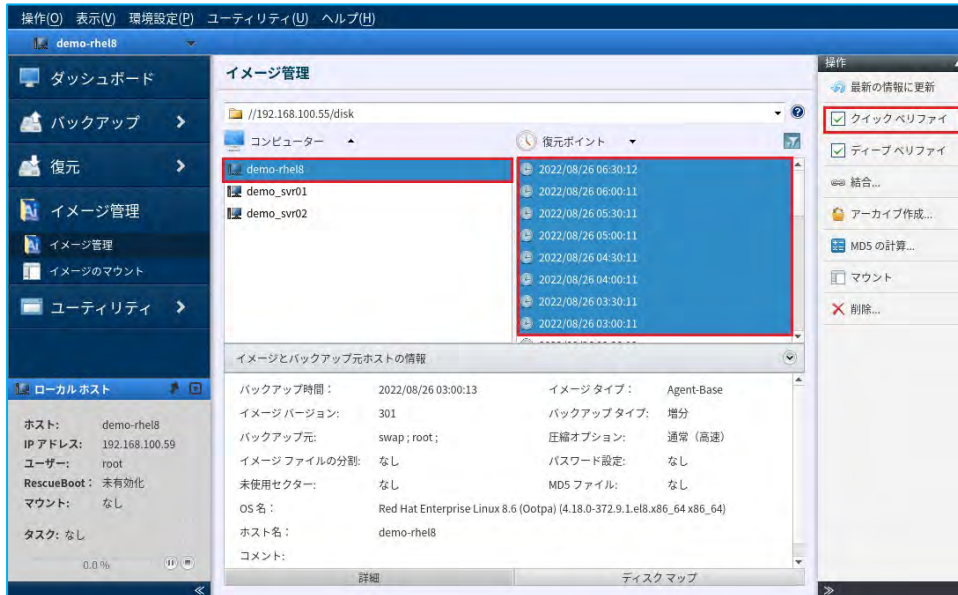 操作(O) 表示(V) 環境設定(P) ユーティリティ(U) ヘルプ(H)
demo-rhel8
ダッシュボード
バックアップ
復元
イメージ管理
イメージ管理
イメージのマウント
ユーティリティ
ローカル ホスト
ホスト: demo-rhel8
IP アドレス: 192.168.100.59
ユーザー: root
RescueBoot： 未有効化
マウント: なし
タスク: なし
0.0 %
イメージ管理
//192.168.100.55/disk
コンピューター
demo-rhel8
demo_svr01
demo_svr02
復元ポイント
2022/08/26 06:30:12
2022/08/26 06:00:11
2022/08/26 05:30:11
2022/08/26 05:00:11
2022/08/26 04:30:11
2022/08/26 04:00:11
2022/08/26 03:30:11
2022/08/26 03:00:11
イメージとバックアップ元ホストの情報
バックアップ時間： 2022/08/26 03:00:13 イメージ タイプ： Agent-Base
イメージ バージョン: 301 バックアップ タイプ: 増分
バックアップ元: swap ; root ; 圧縮オプション: 通常（高速）
イメージ ファイルの分割: なし パスワード設定: なし
未使用セクター: なし MD5 ファイル: なし
OS 名： Red Hat Enterprise Linux 8.6 (Ootpa) (4.18.0-372.9.1.el8.x86_64 x86_64)
ホスト名： demo-rhel8
コメント:
詳細 ディスク マップ
操作
最新の情報に更新
クイック ベリファイ
ディープ ベリファイ
結合...
アーカイブ作成...
MD5 の計算...
マウント
削除...